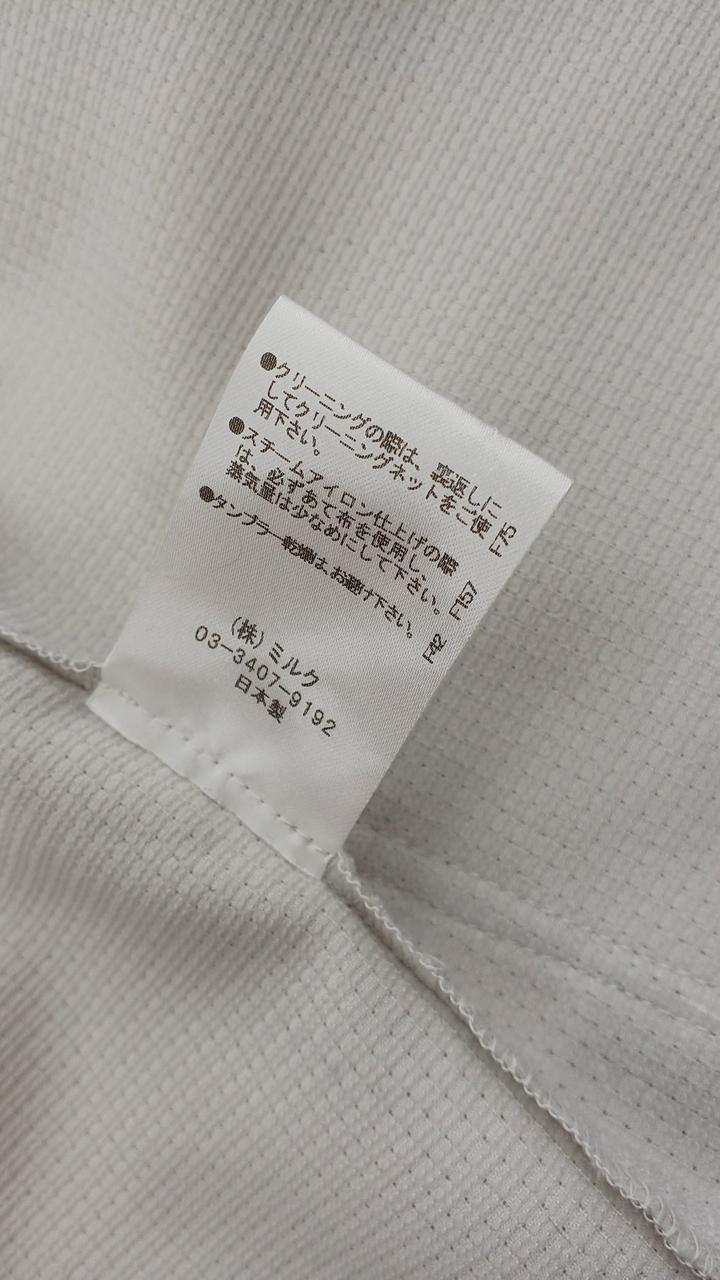 ●クリーニングの際は、裏返しに
してクリーニングネットをご使
用下さい。 F75
●スチームアイロン仕上げの際
は、必ずあて布を使用し、
蒸気量は少なめにして下さい。 F157
●タンブラー乾燥は、お避け下さい。
(株)ミルク
03-3407-9192
日本製